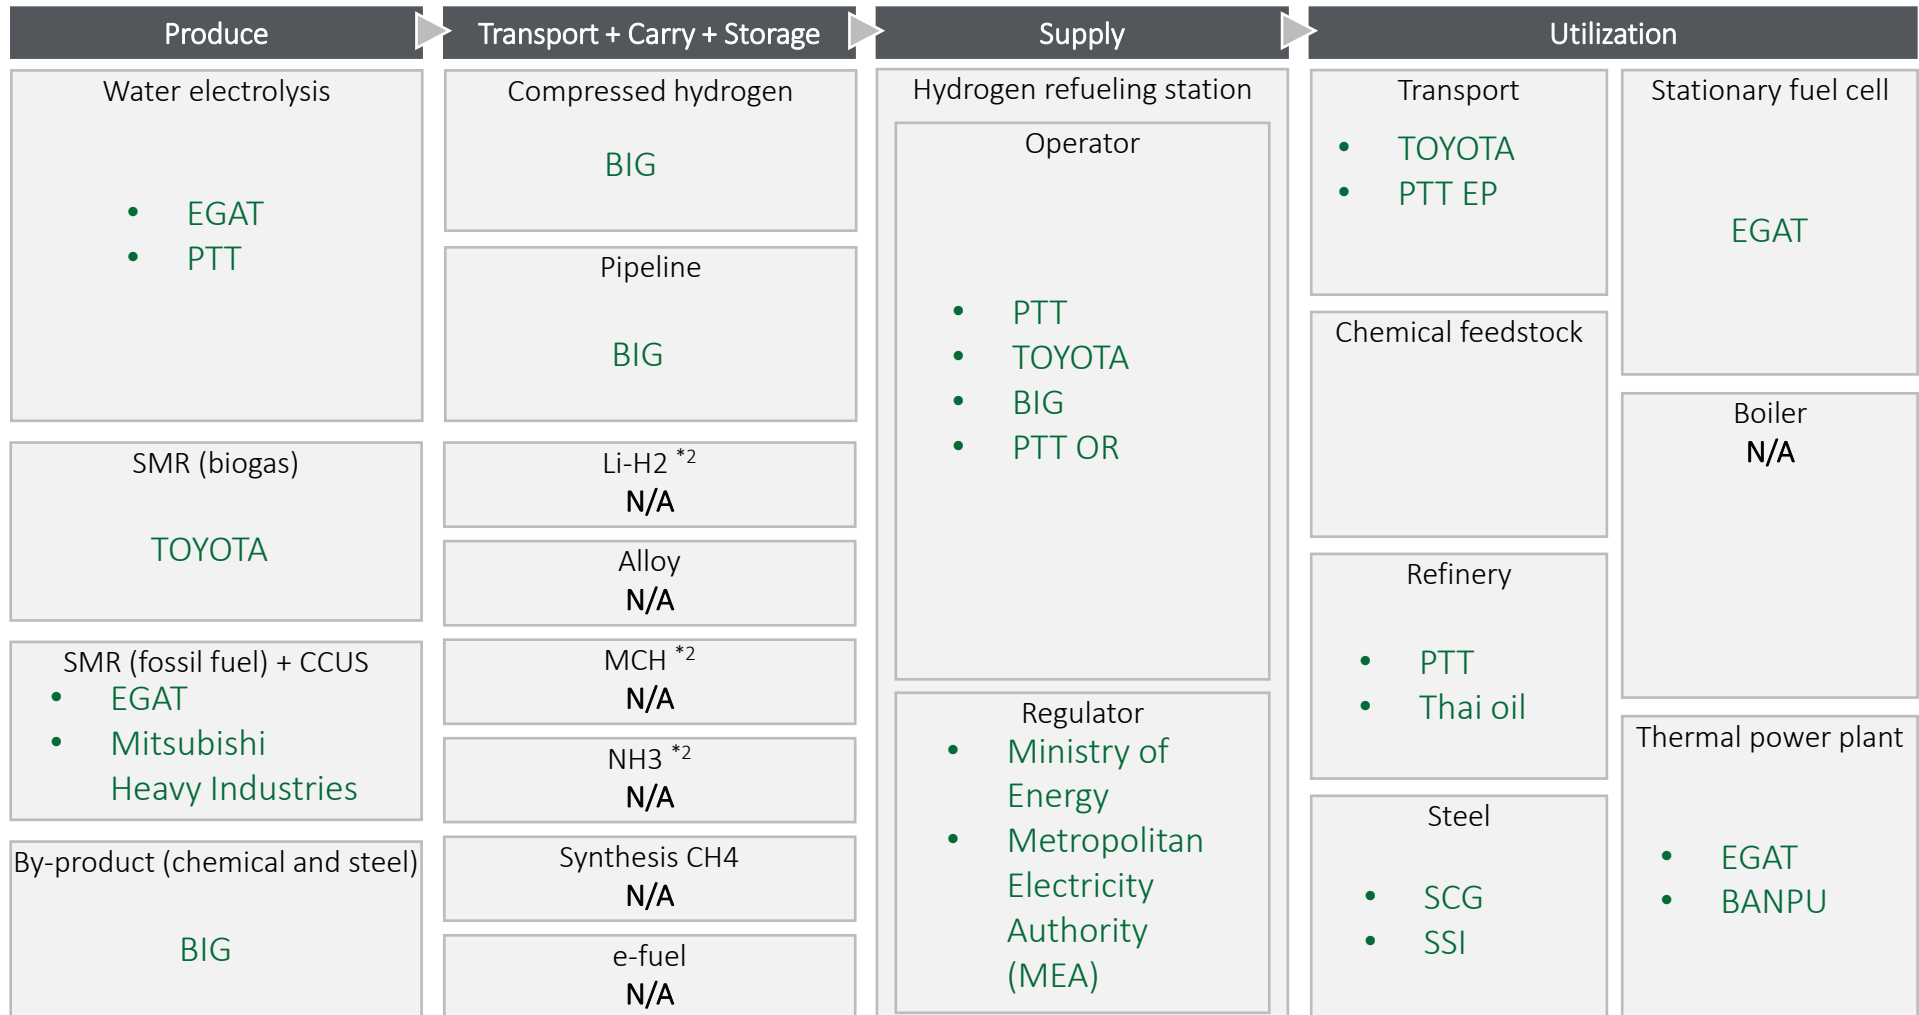 Produce
Transport + Carry + Storage
Supply
Utilization
Water electrolysis
• EGAT
• PTT
SMR (biogas)
TOYOTA
SMR (fossil fuel) + CCUS
• EGAT
• Mitsubishi
Heavy Industries
By-product (chemical and steel)
BIG
Compressed hydrogen
BIG
Pipeline
BIG
Li-H2 *2
N/A
Alloy
N/A
MCH *2
N/A
NH3 *2
N/A
Synthesis CH4
N/A
e-fuel
N/A
Hydrogen refueling station
Operator
• PTT
• TOYOTA
• BIG
• PTT OR
Regulator
• Ministry of
Energy
• Metropolitan
Electricity
Authority
(MEA)
Transport
• TOYOTA
• PTT EP
Chemical feedstock
Refinery
• PTT
• Thai oil
Steel
• SCG
• SSI
Stationary fuel cell
EGAT
Boiler
N/A
Thermal power plant
• EGAT
• BANPU